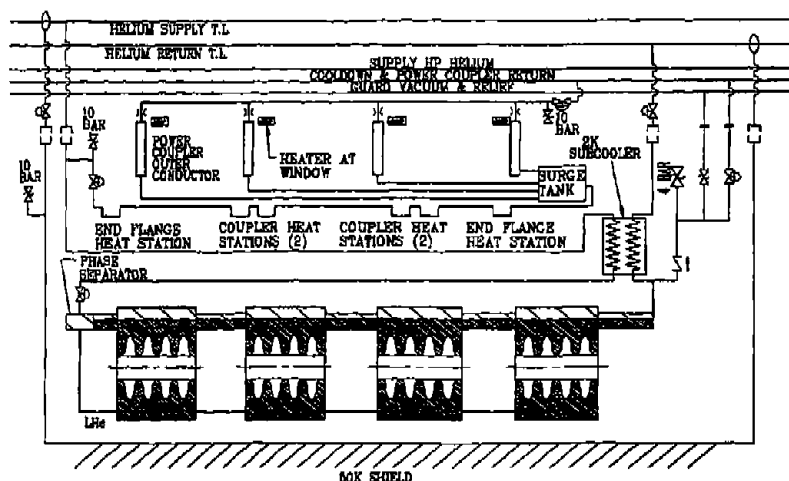 HELIUM SUPPLY T.L
HELIUM RETURN T.L
SUPPLY HP HELIUM
COOLDOWN & POWER COUPLER RETURN
GUARD VACUUM & RELIEF
10
BAR
10
BAR
2K
SUBCOOLER
POWER
COUPLER
OUTER
CONDUCTOR
HEATER AT
WINDOW
10
BAR
SURGE
TANK
4 BAR
END FLANGE
HEAT STATION
COUPLER HEAT
STATIONS (2)
COUPLER HEAT
STATIONS (2)
END FLANGE
HEAT STATION
PHASE
SEPARATOR
LHe
50K SHIELD